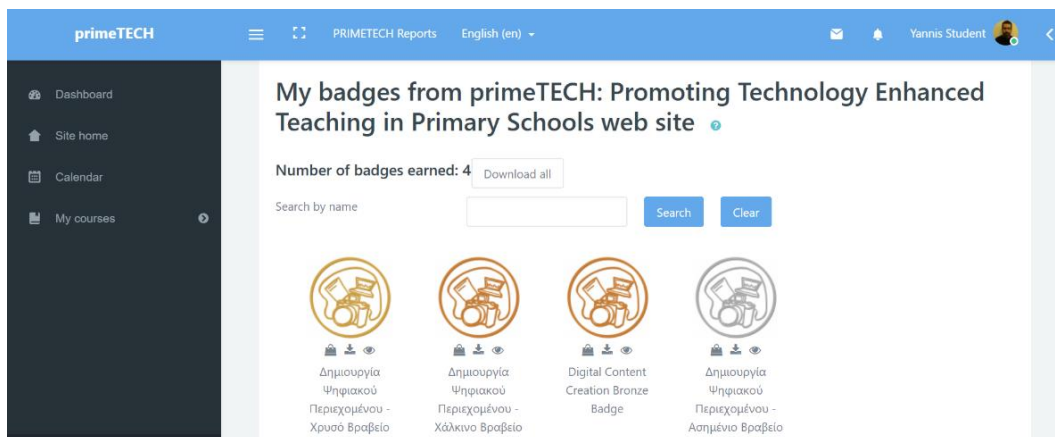 primeTECH
PRIMETECH Reports
English (en)
Yannis Student
Dashboard
Site home
Calendar
My courses
My badges from primeTECH: Promoting Technology Enhanced
Teaching in Primary Schools web site
Number of badges earned: 4
Download all
Search by name
Search
Clear
Δημιουργία
Ψηφιακού
Περιεχομένου -
Χρυσό Βραβείο
Δημιουργία
Ψηφιακού
Περιεχομένου -
Χάλκινο Βραβείο
Digital Content
Creation Bronze
Badge
Δημιουργία
Ψηφιακού
Περιεχομένου -
Ασημένιο Βραβείο